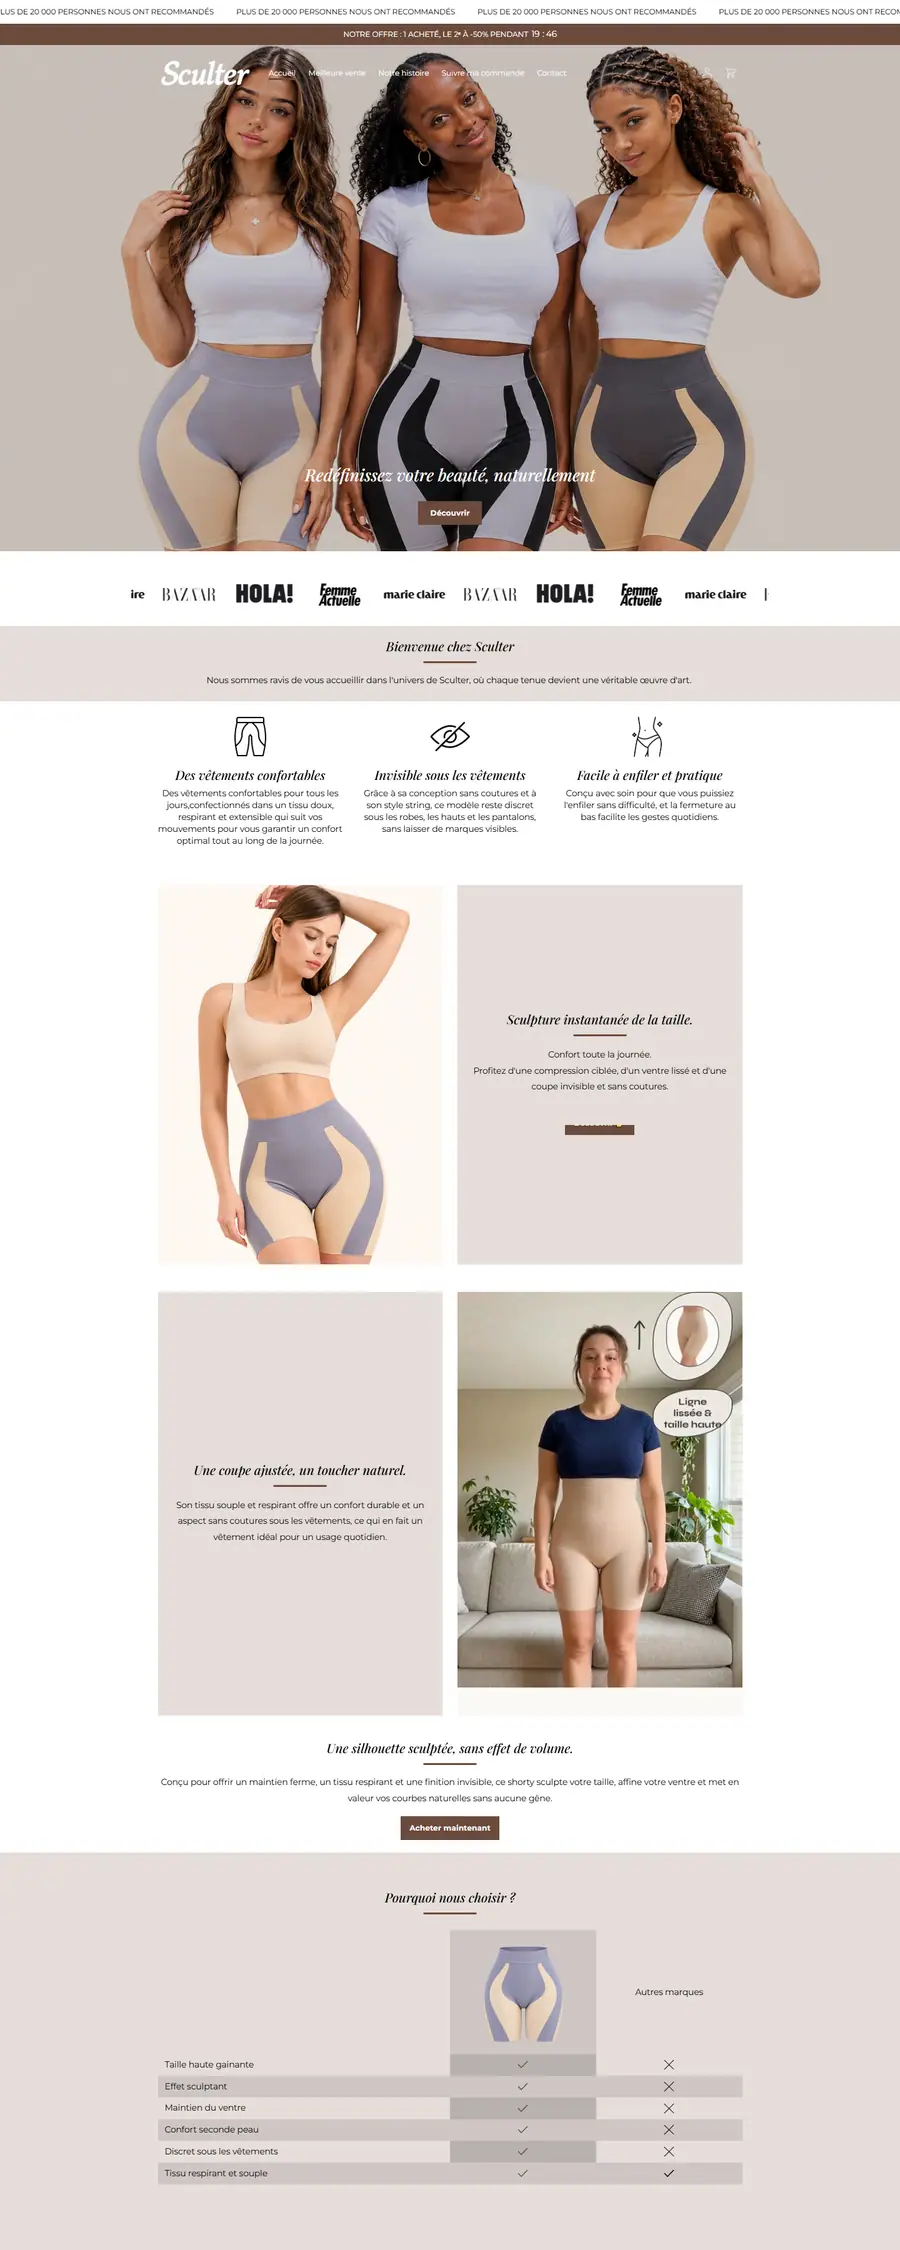 LUS DE 20 000 PERSONNES NOUS ONT RECOMMANDÉS PLUS DE 20 000 PERSONNES NOUS ONT RECOMMANDÉS PLUS DE 20 000 PERSONNES NOUS ONT RECOMMANDÉS PLUS DE 20 000 PERSONNES NOUS ONT RECOM
NOTRE OFFRE : 1 ACHETÉ, LE 2ᵉ À -50% PENDANT 19 : 46
Sculter Accueil Meilleure vente Notre histoire Suivre ma commande Contact
Redéfinissez votre beauté, naturellement
Découvrir
ire BAZAAR HOLA! Femme Actuelle marie claire BAZAAR HOLA! Femme Actuelle marie claire
Bienvenue chez Sculter
Nous sommes ravis de vous accueillir dans l'univers de Sculter, où chaque tenue devient une véritable œuvre d'art.
Des vêtements confortables
Des vêtements confortables pour tous les
jours,confectionnés dans un tissu doux,
respirant et extensible qui suit vos
mouvements pour vous garantir un confort
optimal tout au long de la journée.
Invisible sous les vêtements
Grâce à sa conception sans coutures et à
son style string, ce modèle reste discret
sous les robes, les hauts et les pantalons,
sans laisser de marques visibles.
Facile à enfiler et pratique
Conçu avec soin pour que vous puissiez
l'enfiler sans difficulté, et la fermeture au
bas facilite les gestes quotidiens.
Sculpture instantanée de la taille.
Confort toute la journée.
Profitez d'une compression ciblée, d'un ventre lissé et d'une
coupe invisible et sans coutures.
Une coupe ajustée, un toucher naturel.
Son tissu souple et respirant offre un confort durable et un
aspect sans coutures sous les vêtements, ce qui en fait un
vêtement idéal pour un usage quotidien.
Ligne
lissée &
taille haute
Une silhouette sculptée, sans effet de volume.
Conçu pour offrir un maintien ferme, un tissu respirant et une finition invisible, ce shorty sculpte votre taille, affine votre ventre et met en
valeur vos courbes naturelles sans aucune gêne.
Acheter maintenant
Pourquoi nous choisir ?
Autres marques
Taille haute gainante
Effet sculptant
Maintien du ventre
Confort seconde peau
Discret sous les vêtements
Tissu respirant et souple